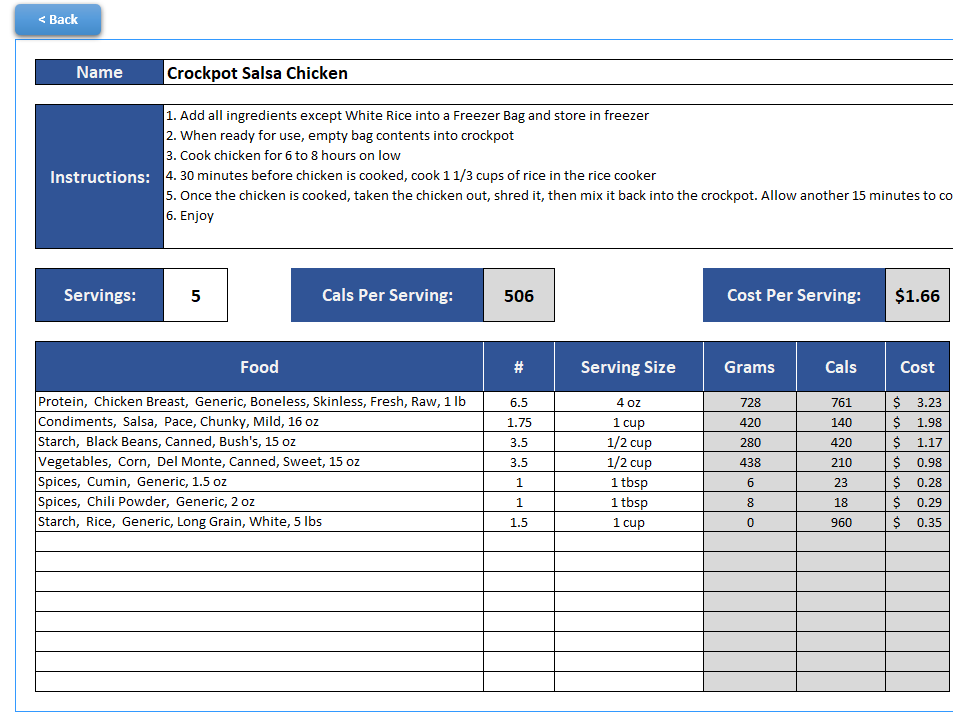 < Back
Name Crockpot Salsa Chicken
Instructions:
1. Add all ingredients except White Rice into a Freezer Bag and store in freezer
2. When ready for use, empty bag contents into crockpot
3. Cook chicken for 6 to 8 hours on low
4. 30 minutes before chicken is cooked, cook 1 1/3 cups of rice in the rice cooker
5. Once the chicken is cooked, taken the chicken out, shred it, then mix it back into the crockpot. Allow another 15 minutes to co
6. Enjoy
Servings: 5 Cals Per Serving: 506 Cost Per Serving: $1.66
Food # Serving Size Grams Cals Cost
Protein, Chicken Breast, Generic, Boneless, Skinless, Fresh, Raw, 1 lb 6.5 4 oz 728 761 $ 3.23
Condiments, Salsa, Pace, Chunky, Mild, 16 oz 1.75 1 cup 420 140 $ 1.98
Starch, Black Beans, Canned, Bush's, 15 oz 3.5 1/2 cup 280 420 $ 1.17
Vegetables, Corn, Del Monte, Canned, Sweet, 15 oz 3.5 1/2 cup 438 210 $ 0.98
Spices, Cumin, Generic, 1.5 oz 1 1 tbsp 6 23 $ 0.28
Spices, Chili Powder, Generic, 2 oz 1 1 tbsp 8 18 $ 0.29
Starch, Rice, Generic, Long Grain, White, 5 lbs 1.5 1 cup 0 960 $ 0.35